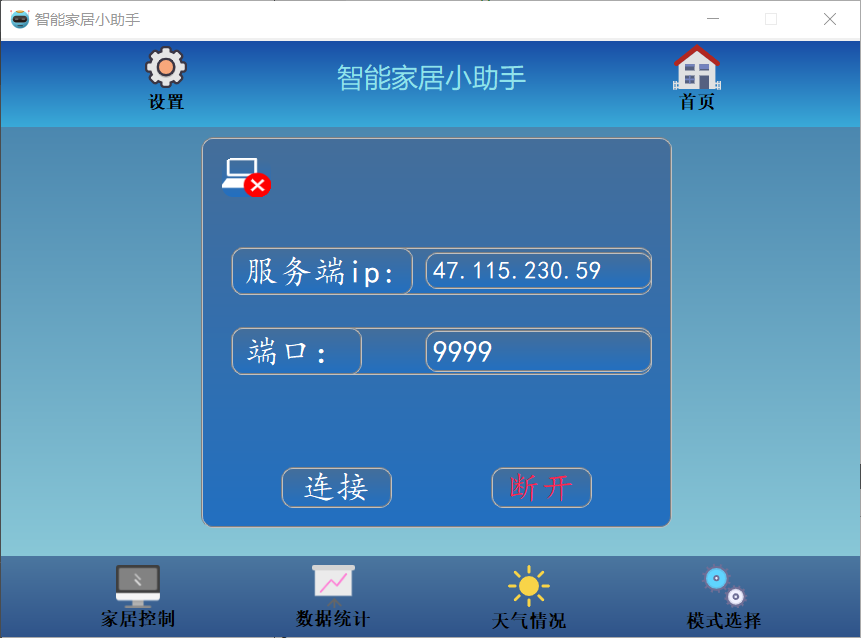 智能家居小助手
智能家居小助手
设置
首页
服务端ip:
47.115.230.59
端口:
9999
连接
断开
家居控制
数据统计
天气情况
模式选择